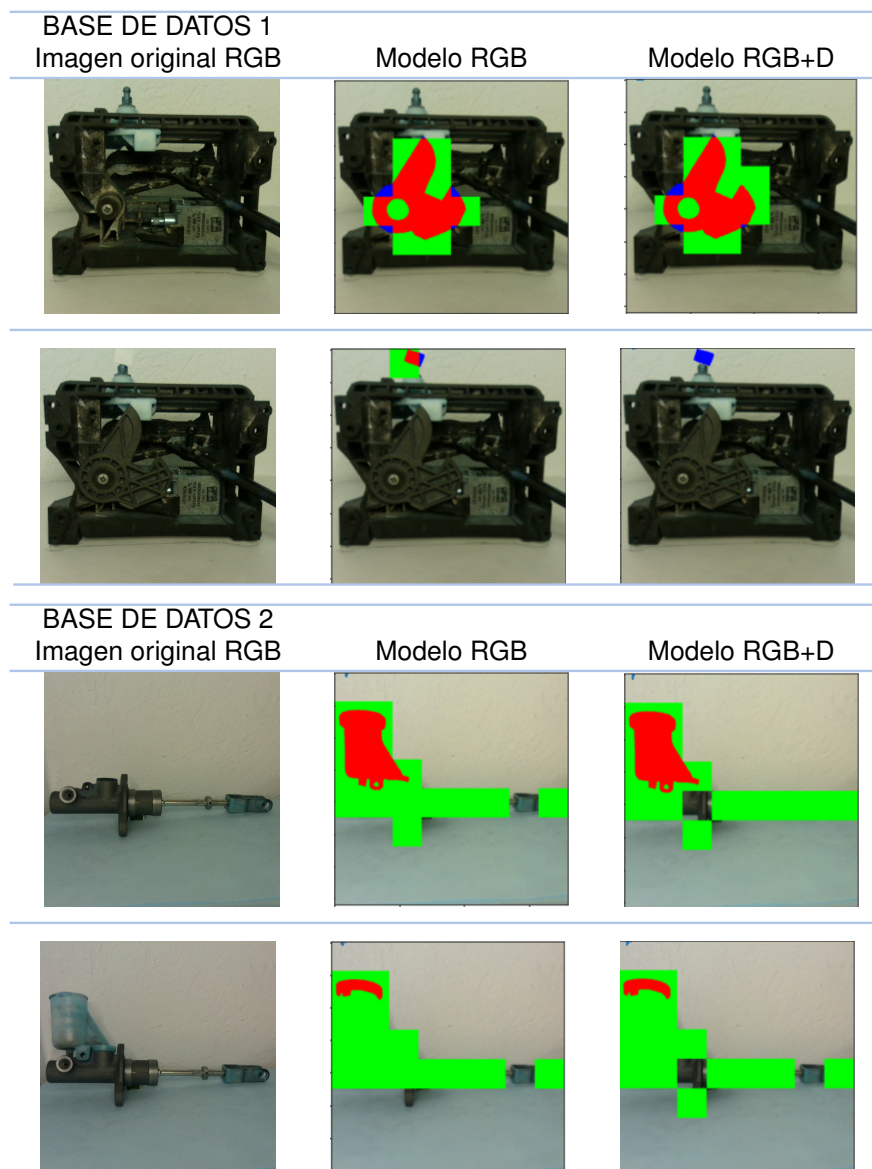 BASE DE DATOS 1
Imagen original RGB Modelo RGB Modelo RGB+D
BASE DE DATOS 2
Imagen original RGB Modelo RGB Modelo RGB+D